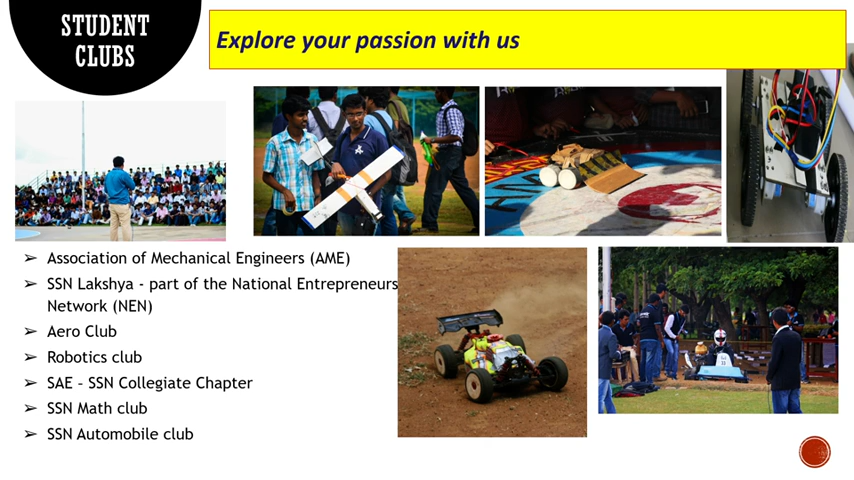 STUDENT
CLUBS
Explore your passion with us
➢ Association of Mechanical Engineers (AME)
➢ SSN Lakshya - part of the National Entrepreneurs
Network (NEN)
➢ Aero Club
➢ Robotics club
➢ SAE – SSN Collegiate Chapter
➢ SSN Math club
➢ SSN Automobile club